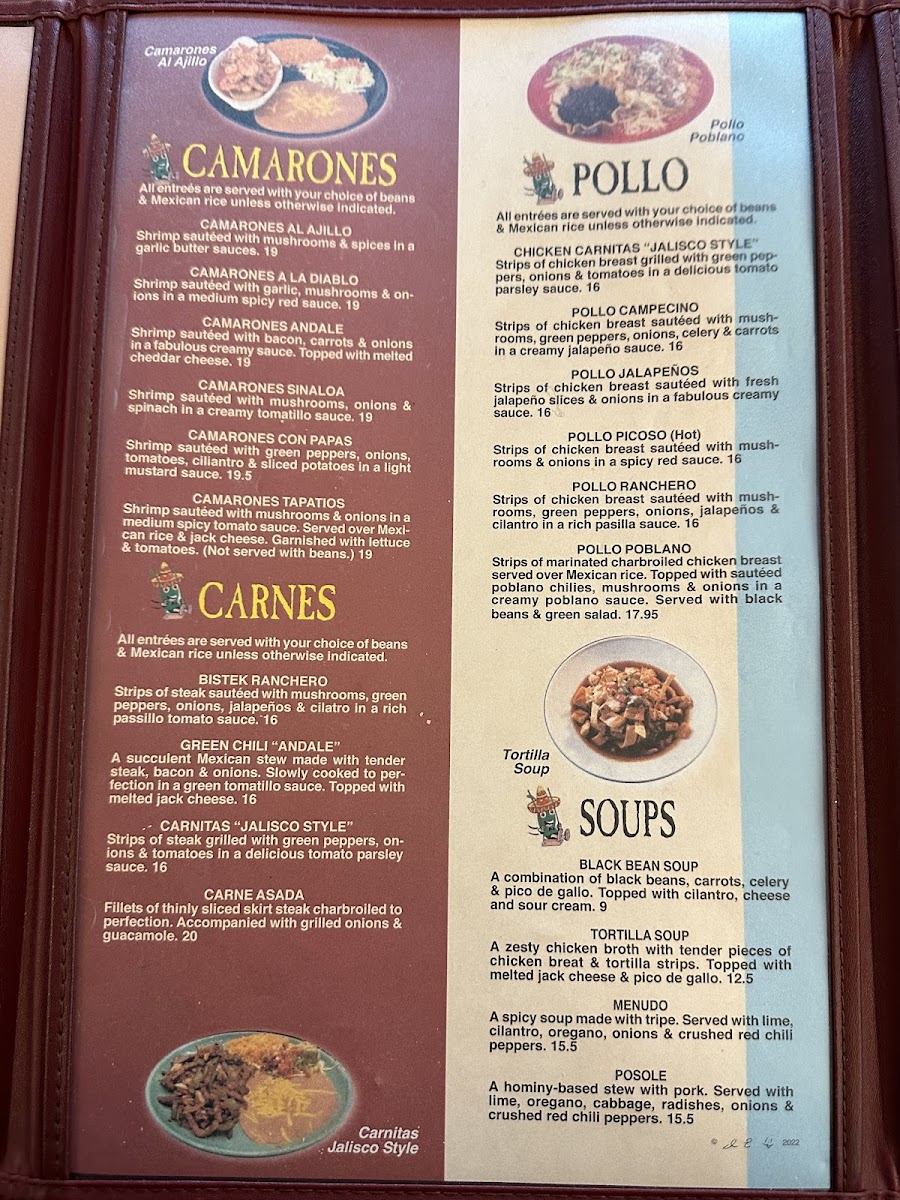 Camarones
Al Ajillo
CAMARONES
All entreés are served with your choice of beans
& Mexican rice unless otherwise indicated.
CAMARONES AL AJILLO
Shrimp sautéed with mushrooms & spices in a
garlic butter sauces. 19
CAMARONES A LA DIABLO
Shrimp sautéed with garlic, mushrooms & on-
ions in a medium spicy red sauce. 19
CAMARONES ANDALE
Shrimp sautéed with bacon, carrots & onions
in a fabulous creamy sauce. Topped with melted
cheddar cheese. 19
CAMARONES SINALOA
Shrimp sautéed with mushrooms, onions &
spinach in a creamy tomatillo sauce. 19
CAMARONES CON PAPAS
Shrimp sautéed with green peppers, onions,
tomatoes, ciliantro & sliced potatoes in a light
mustard sauce. 19.5
CAMARONES TAPATIOS
Shrimp sautéed with mushrooms & onions in a
medium spicy tomato sauce. Served over Mexi-
can rice & jack cheese. Garnished with lettuce
& tomatoes. (Not served with beans.) 19
CARNES
All entrées are served with your choice of beans
& Mexican rice unless otherwise indicated.
BISTEK RANCHERO
Strips of steak sautéed with mushrooms, green
peppers, onions, jalapeños & cilatro in a rich
passillo tomato sauce. 16
GREEN CHILI “ANDALE”
A succulent Mexican stew made with tender
steak, bacon & onions. Slowly cooked to per-
fection in a green tomatillo sauce. Topped with
melted jack cheese. 16
CARNITAS “JALISCO STYLE”
Strips of steak grilled with green peppers, on-
ions & tomatoes in a delicious tomato parsley
sauce. 16
CARNE ASADA
Fillets of thinly sliced skirt steak charboiled to
perfection. Accompanied with grilled onions &
guacamole. 20
Carnitas
Jalisco Style
Pollo
Poblano
POLLO
All entrées are served with your choice of beans
& Mexican rice unless otherwise indicated.
CHICKEN CARNITAS “JALISCO STYLE”
Strips of chicken breast grilled with green pep-
pers, onions & tomatoes in a delicious tomato
parsley sauce. 16
POLLO CAMPECINO
Strips of chicken breast sautéed with mush-
rooms, green peppers, onions, celery & carrots
in a creamy jalapeño sauce. 16
POLLO JALAPEÑOS
Strips of chicken breast sautéed with fresh
jalapeño slices & onions in a fabulous creamy
sauce. 16
POLLO PICOSO (Hot)
Strips of chicken breast sautéed with mush-
rooms & onions in a spicy red sauce. 16
POLLO RANCHERO
Strips of chicken breast sautéed with mush-
rooms, green peppers, onions, jalapeños &
cilantro in a rich pasilla sauce. 16
POLLO POBLANO
Strips of marinated charbroiled chicken breast
served over Mexican rice. Topped with sautéed
poblano chilies, mushrooms & onions in a
creamy poblano sauce. Served with black
beans & green salad. 17.95
Tortilla
Soup
SOUPS
BLACK BEAN SOUP
A combination of black beans, carrots, celery
& pico de gallo. Topped with cilantro, cheese
and sour cream. 9
TORTILLA SOUP
A zesty chicken broth with tender pieces of
chicken breat & tortilla strips. Topped with
melted jack cheese & pico de gallo. 12.5
MENUDO
A spicy soup made with tripe. Served with lime,
cilantro, oregano, onions & crushed red chili
peppers. 15.5
POSOLE
A hominy-based stew with pork. Served with
lime, oregano, cabbage, radishes, onions &
crushed red chili peppers. 15.5
© 2022